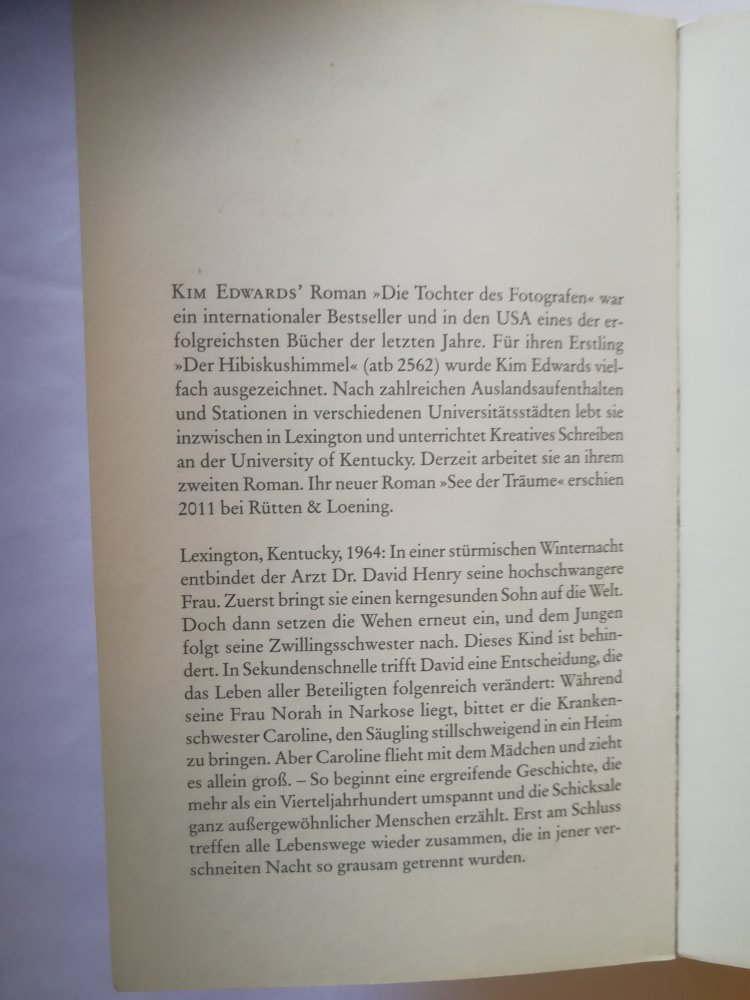 KIM EDWARDS’ Roman »Die Tochter des Fotografen« war
ein internationaler Bestseller und in den USA eines der er-
folgreichsten Bücher der letzten Jahre. Für ihren Erstling
»Der Hibiskushimmel« (atb 2562) wurde Kim Edwards viel-
fach ausgezeichnet. Nach zahlreichen Auslandsaufenthalten
und Stationen in verschiedenen Universitätsstädten lebt sie
inzwischen in Lexington und unterrichtet Kreatives Schreiben
an der University of Kentucky. Derzeit arbeitet sie an ihrem
zweiten Roman. Ihr neuer Roman »See der Träume« erschien
2011 bei Rütten & Loening.

Lexington, Kentucky, 1964: In einer stürmischen Winternacht
entbindet der Arzt Dr. David Henry seine hochschwangere
Frau. Zuerst bringt sie einen kerngesunden Sohn auf die Welt.
Doch dann setzen die Wehen erneut ein, und dem Jungen
folgt seine Zwillingsschwester nach. Dieses Kind ist behin-
dert. In Sekundenschnelle trifft David eine Entscheidung, die
das Leben aller Beteiligten folgenreich verändert: Während
seine Frau Norah in Narkose liegt, bittet er die Kranken-
schwester Caroline, den Säugling stillschweigend in ein Heim
zu bringen. Aber Caroline flieht mit dem Mädchen und zieht
es allein groß. – So beginnt eine ergreifende Geschichte, die
mehr als ein Vierteljahrhundert umspannt und die Schicksale
ganz außergewöhnlicher Menschen erzählt. Erst am Schluss
treffen alle Lebenswege wieder zusammen, die in jener ver-
schneiten Nacht so grausam getrennt wurden.